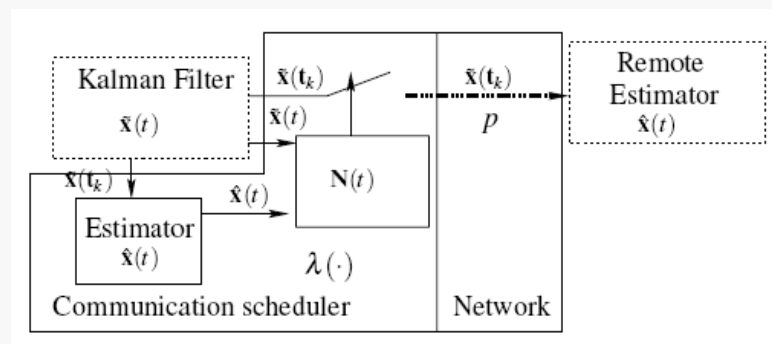 Kalman Filter
x̃(t)
x̃(t_k)
x̃(t)
x̃(t_k)
p
Remote
Estimator
x̂(t)
x̃(t_k)
x̂(t)
N(t)
Estimator
x̂(t)
λ(·)
Communication scheduler
Network